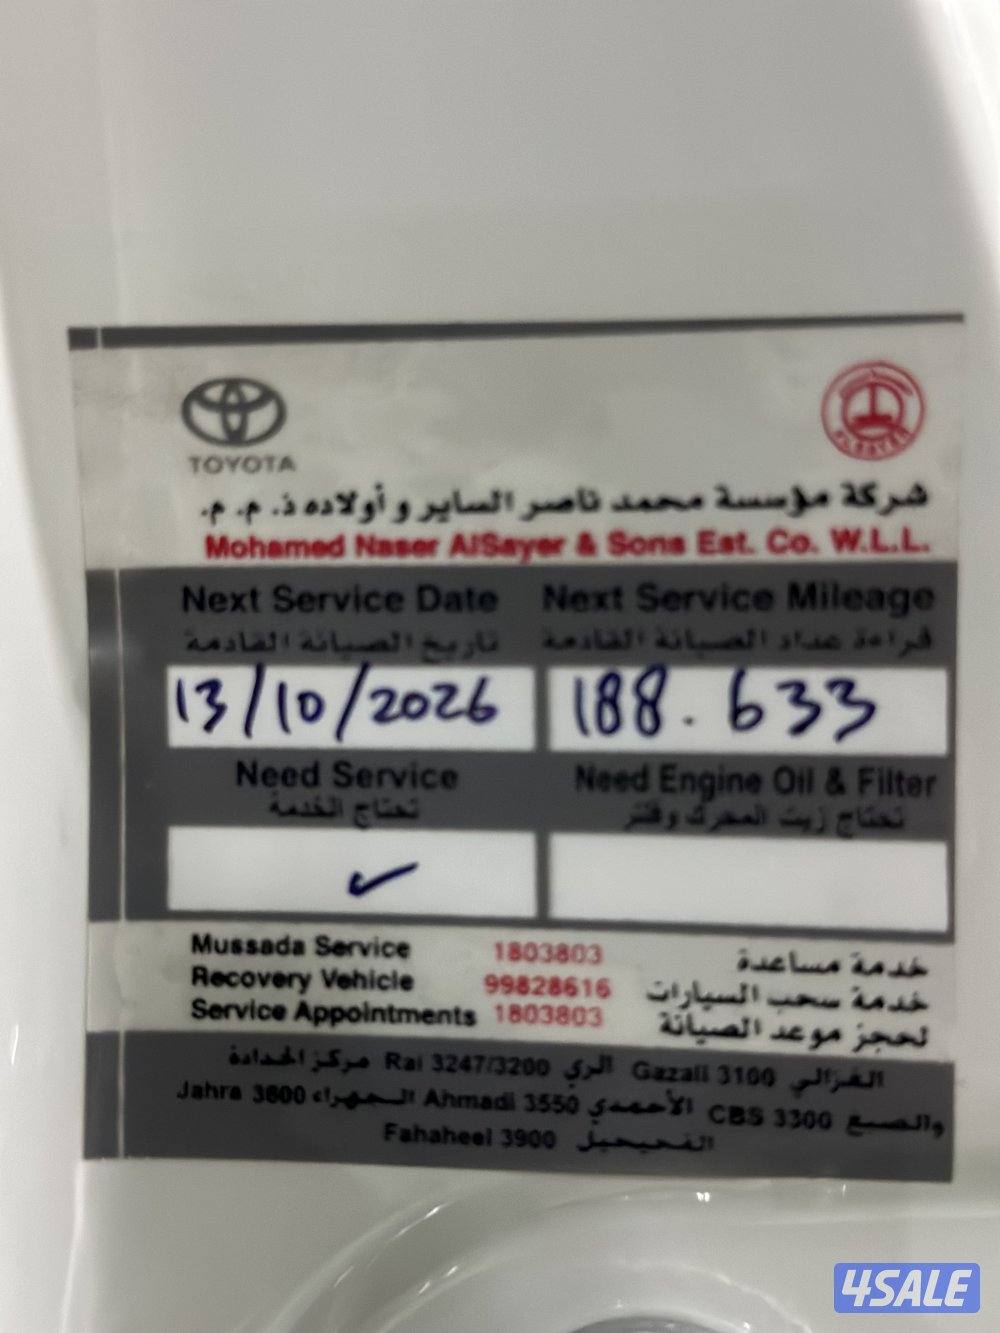 TOYOTA
ALSAYER
شركة مؤسسة محمد ناصر الساير و أولاده ذ. م. م.
Mohamed Naser AlSayer & Sons Est. Co. W.L.L.
Next Service Date Next Service Mileage
تاريخ الصيانة القادمة قراءة عداد الصيانة القادمة
13/10/2026 188.633
Need Service Need Engine Oil & Filter
تحتاج الخدمة تحتاج زيت المحرك وفلتر
✓
Mussada Service 1803803 خدمة مساعدة
Recovery Vehicle 99828616 خدمة سحب السيارات
Service Appointments 1803803 لحجز موعد الصيانة
الغزالي Gazali 3100 الري Rai 3247/3200 مركز الحدادة
والصبغ CBS 3300 الأحمدي Ahmadi 3550 الجهراء Jahra 3600
الفحيحيل Fahaheel 3900
4SALE